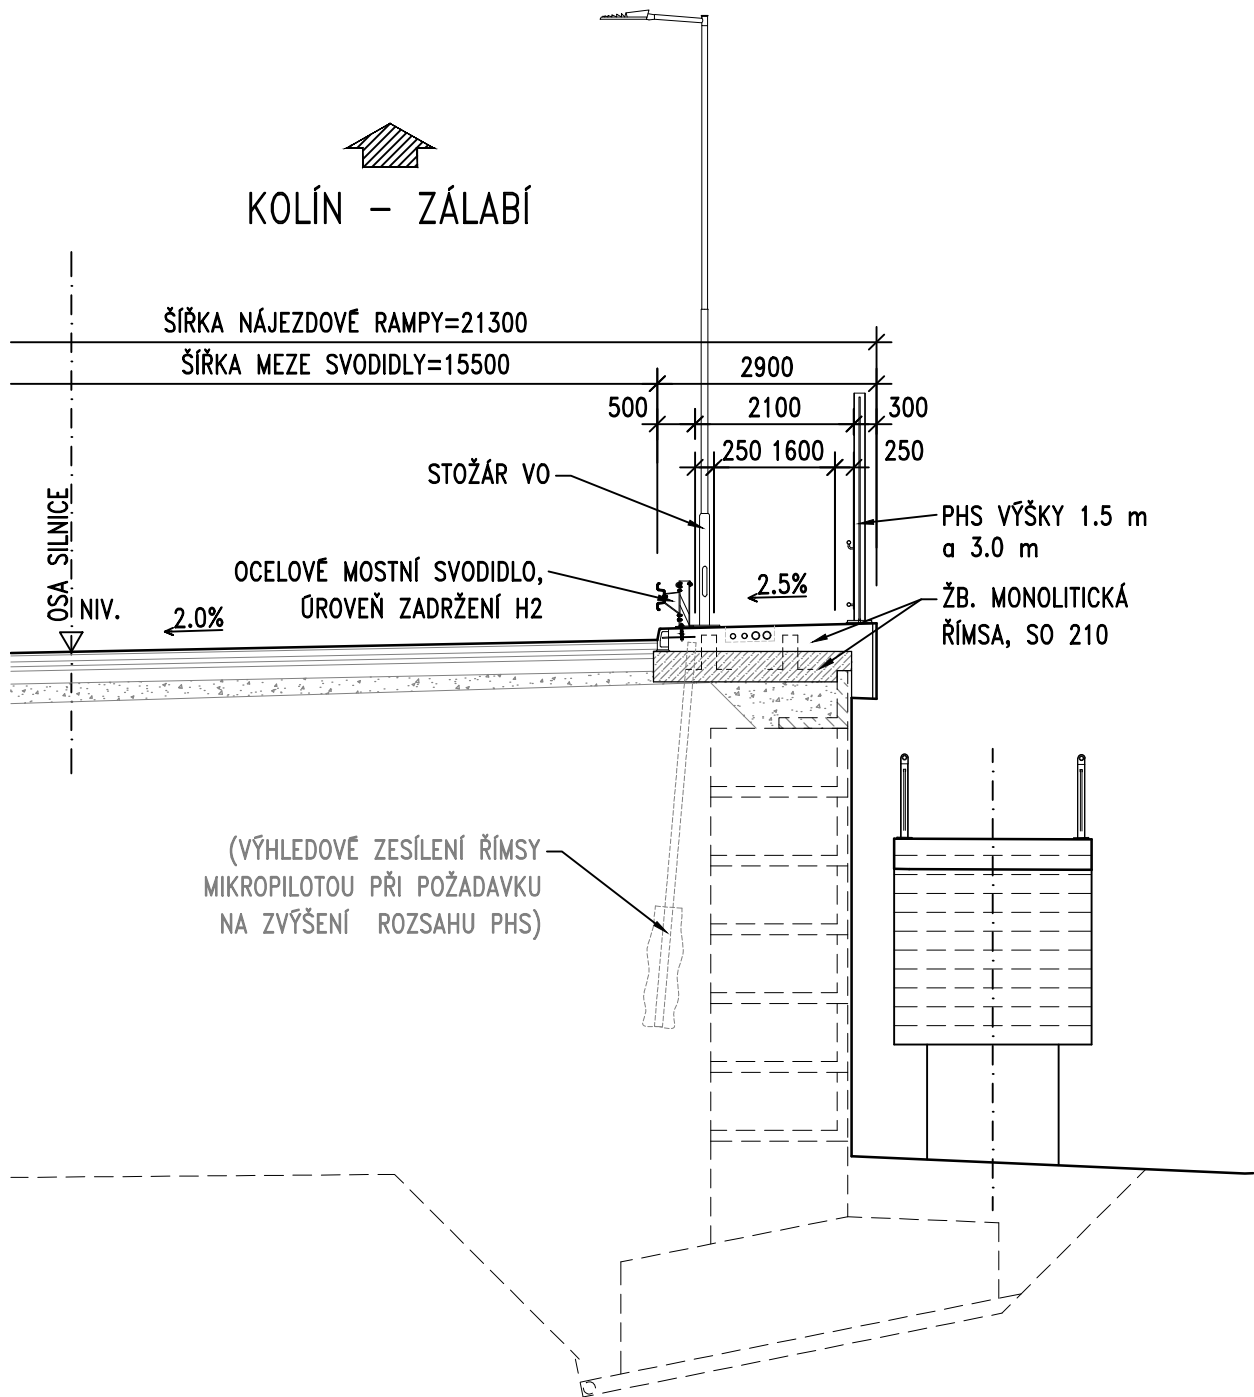 KOLÍN – ZÁLABÍ
ŠÍŘKA NÁJEZDOVÉ RAMPY=21300
ŠÍŘKA MEZE SVODIDLY=15500
2900
500
2100
300
250
1600
250
STOŽÁR VO
OSA SILNICE
PHS VÝŠKY 1.5 m
a 3.0 m
OCELOVÉ MOSTNÍ SVODIDLO,
ÚROVEŇ ZADRŽENÍ H2
NIV.
2.0%
2.5%
ŽB. MONOLITICKÁ
ŘÍMSA, SO 210
(VÝHLEDOVÉ ZESÍLENÍ ŘÍMSY
MIKROPILOTOU PŘI POŽADAVKU
NA ZVÝŠENÍ ROZSAHU PHS)